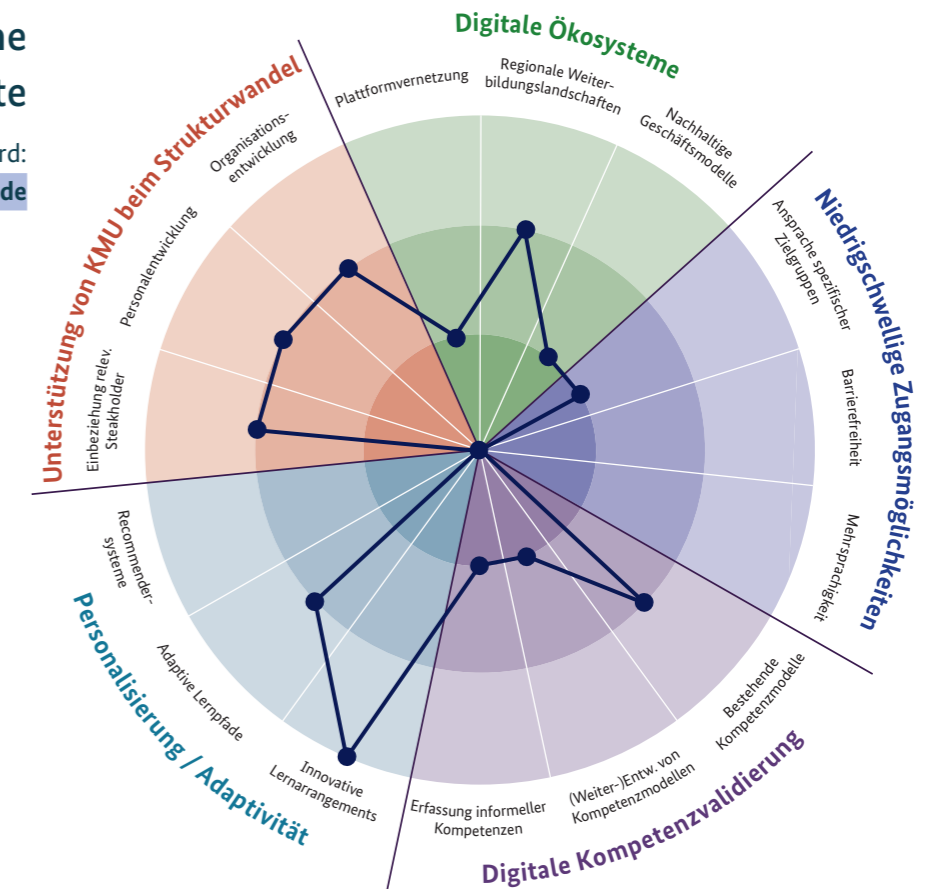 ne
te
rd:
de
Digitale Ökosysteme
Plattformvernetzung
Regionale Weiter-
bildungslandschaften
Nachhaltige
Geschäftsmodelle
Niedrigschwellige Zugangsmöglichkeiten
Ansprache spezifischer
Zielgruppen
Barrierefreiheit
Mehrsprachigkeit
Digitale Kompetenzvalidierung
Bestehende
Kompetenzmodelle
(Weiter-)Entw. von
Kompetenzmodellen
Erfassung informeller
Kompetenzen
Personalisierung / Adaptivität
Innovative
Lernarrangements
Adaptive Lernpfade
Recommender-
systeme
Unterstützung von KMU beim Strukturwandel
Einbeziehung relev.
Steakholder
Personalentwicklung
Organisations-
entwicklung